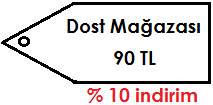 Dost Mağazası
90 TL
% 10 indirim